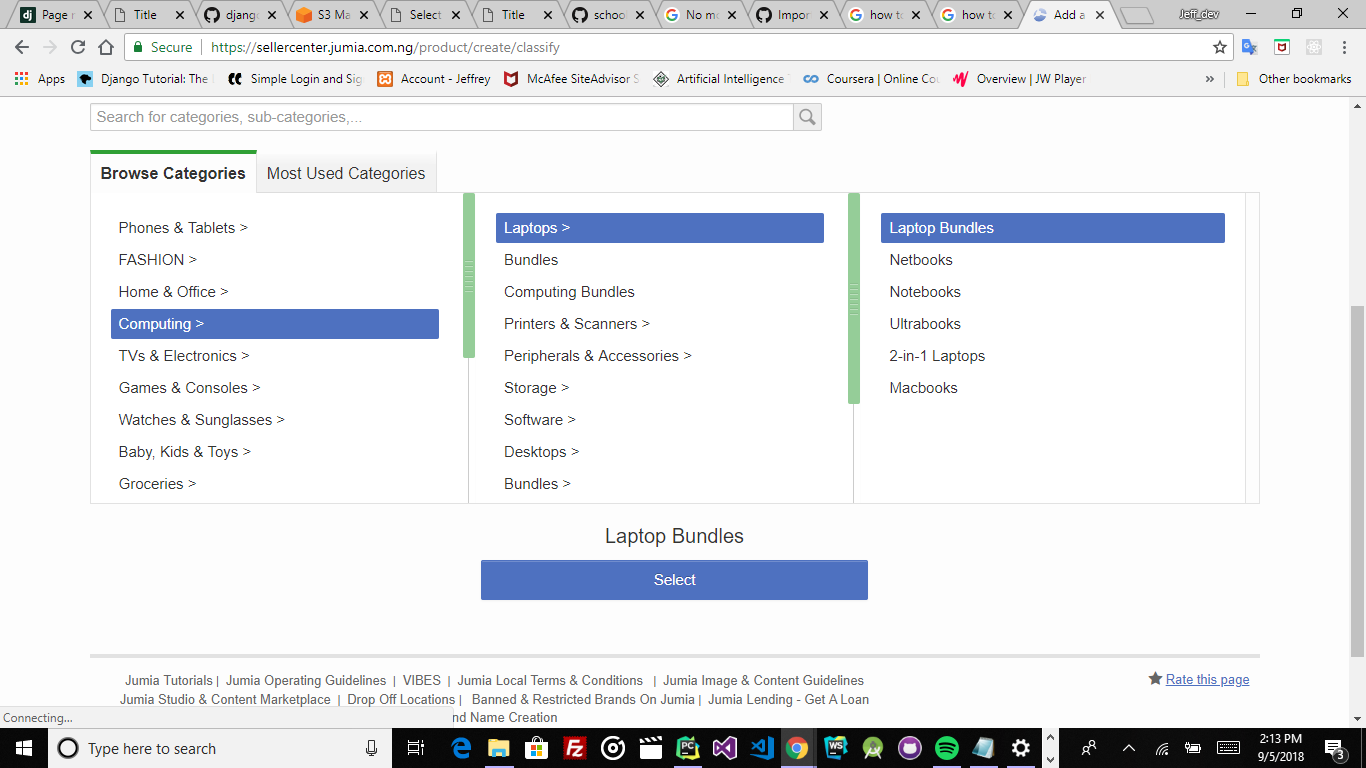 Page r
Title
djang
S3 Ma
Select
Title
school
No mo
Impor
how to
how to
Add a
Jeff_dev
Secure https://sellercenter.jumia.com.ng/product/create/classify
Apps Django Tutorial: The Simple Login and Sig Account - Jeffrey McAfee SiteAdvisor S Artificial Intelligence Coursera | Online Cou Overview | JW Player » Other bookmarks
Search for categories, sub-categories,...
Browse Categories Most Used Categories
Phones & Tablets >
FASHION >
Home & Office >
Computing >
TVs & Electronics >
Games & Consoles >
Watches & Sunglasses >
Baby, Kids & Toys >
Groceries >
Laptops >
Bundles
Computing Bundles
Printers & Scanners >
Peripherals & Accessories >
Storage >
Software >
Desktops >
Bundles >
Laptop Bundles
Netbooks
Notebooks
Ultrabooks
2-in-1 Laptops
Macbooks
Laptop Bundles
Select
Jumia Tutorials | Jumia Operating Guidelines | VIBES | Jumia Local Terms & Conditions | Jumia Image & Content Guidelines
Jumia Studio & Content Marketplace | Drop Off Locations | Banned & Restricted Brands On Jumia | Jumia Lending - Get A Loan
nd Name Creation
Rate this page
Connecting...
Type here to search
2:13 PM
9/5/2018
3